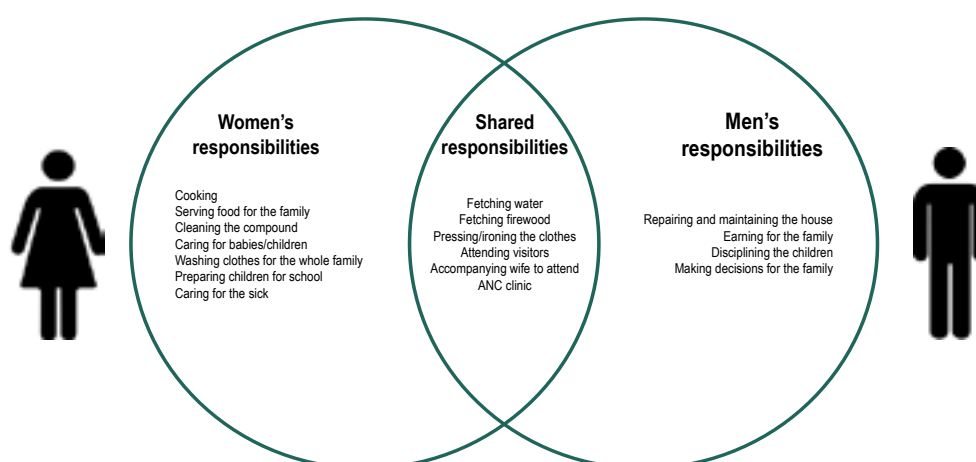 Women's
responsibilities
Cooking
Serving food for the family
Cleaning the compound
Caring for babies/children
Washing clothes for the whole family
Preparing children for school
Caring for the sick
Shared
responsibilities
Fetching water
Fetching firewood
Pressing/ironing the clothes
Attending visitors
Accompanying wife to attend
ANC clinic
Men's
responsibilities
Repairing and maintaining the house
Earning for the family
Disciplining the children
Making decisions for the family